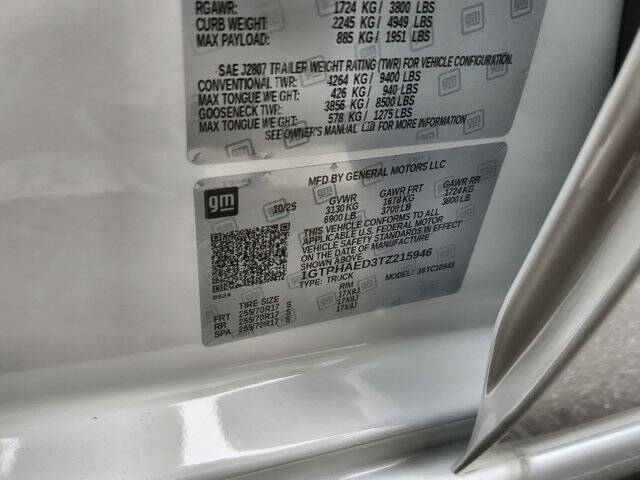 RGAWR: 1724 KG/ 3800 LBS
CURB WEIGHT: 2245 KG/ 4949 LBS
MAX PAYLOAD: 885 KG/ 1951 LBS
SAE J2807 TRAILER WEIGHT RATING (TWR) FOR VEHICLE CONFIGURATION.
CONVENTIONAL TWR: 4264 KG/ 9400 LBS
MAX TONGUE WEIGHT: 426 KG/ 940 LBS
GOOSENECK TWR: 3856 KG/ 8500 LBS
MAX TONGUE WEIGHT: 578 KG/ 1275 LBS
SEE OWNER'S MANUAL FOR MORE INFORMATION
gm
MFD BY GENERAL MOTORS LLC
10/25 GVWR GAWR FRT GAWR RR
3130 KG 1678 KG 1724 KG
6900 LB 3700 LB 3800 LB
THIS VEHICLE CONFORMS TO ALL APPLICABLE
U.S. FEDERAL MOTOR VEHICLE SAFETY
AND THEFT PREVENTION STANDARDS IN EFFECT
ON THE DATE OF MANUFACTURE
1GTPHAED3TZ215946
TYPE: TRUCK MODEL:
8624
TIRE SIZE RIM
FRT 255/70R17 S 17X8J
RR 255/70R17 S 17X8J
SPA 255/70R17 S 17X8J